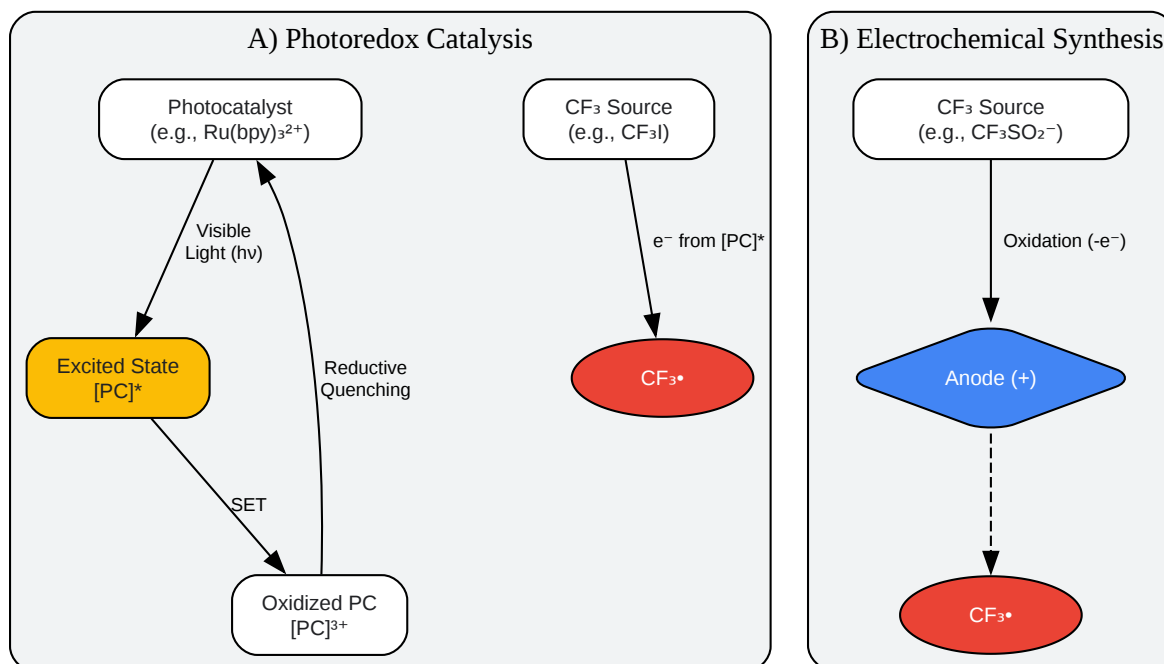 A) Photoredox Catalysis
Photocatalyst
(e.g., Ru(bpy)₃²⁺)
CF₃ Source
(e.g., CF₃I)
Visible
Light (hν)
e⁻ from [PC]*
Excited State
[PC]*
Reductive
Quenching
CF₃•
SET
Oxidized PC
[PC]³⁺
B) Electrochemical Synthesis
CF₃ Source
(e.g., CF₃SO₂⁻)
Oxidation (-e⁻)
Anode (+)
CF₃•